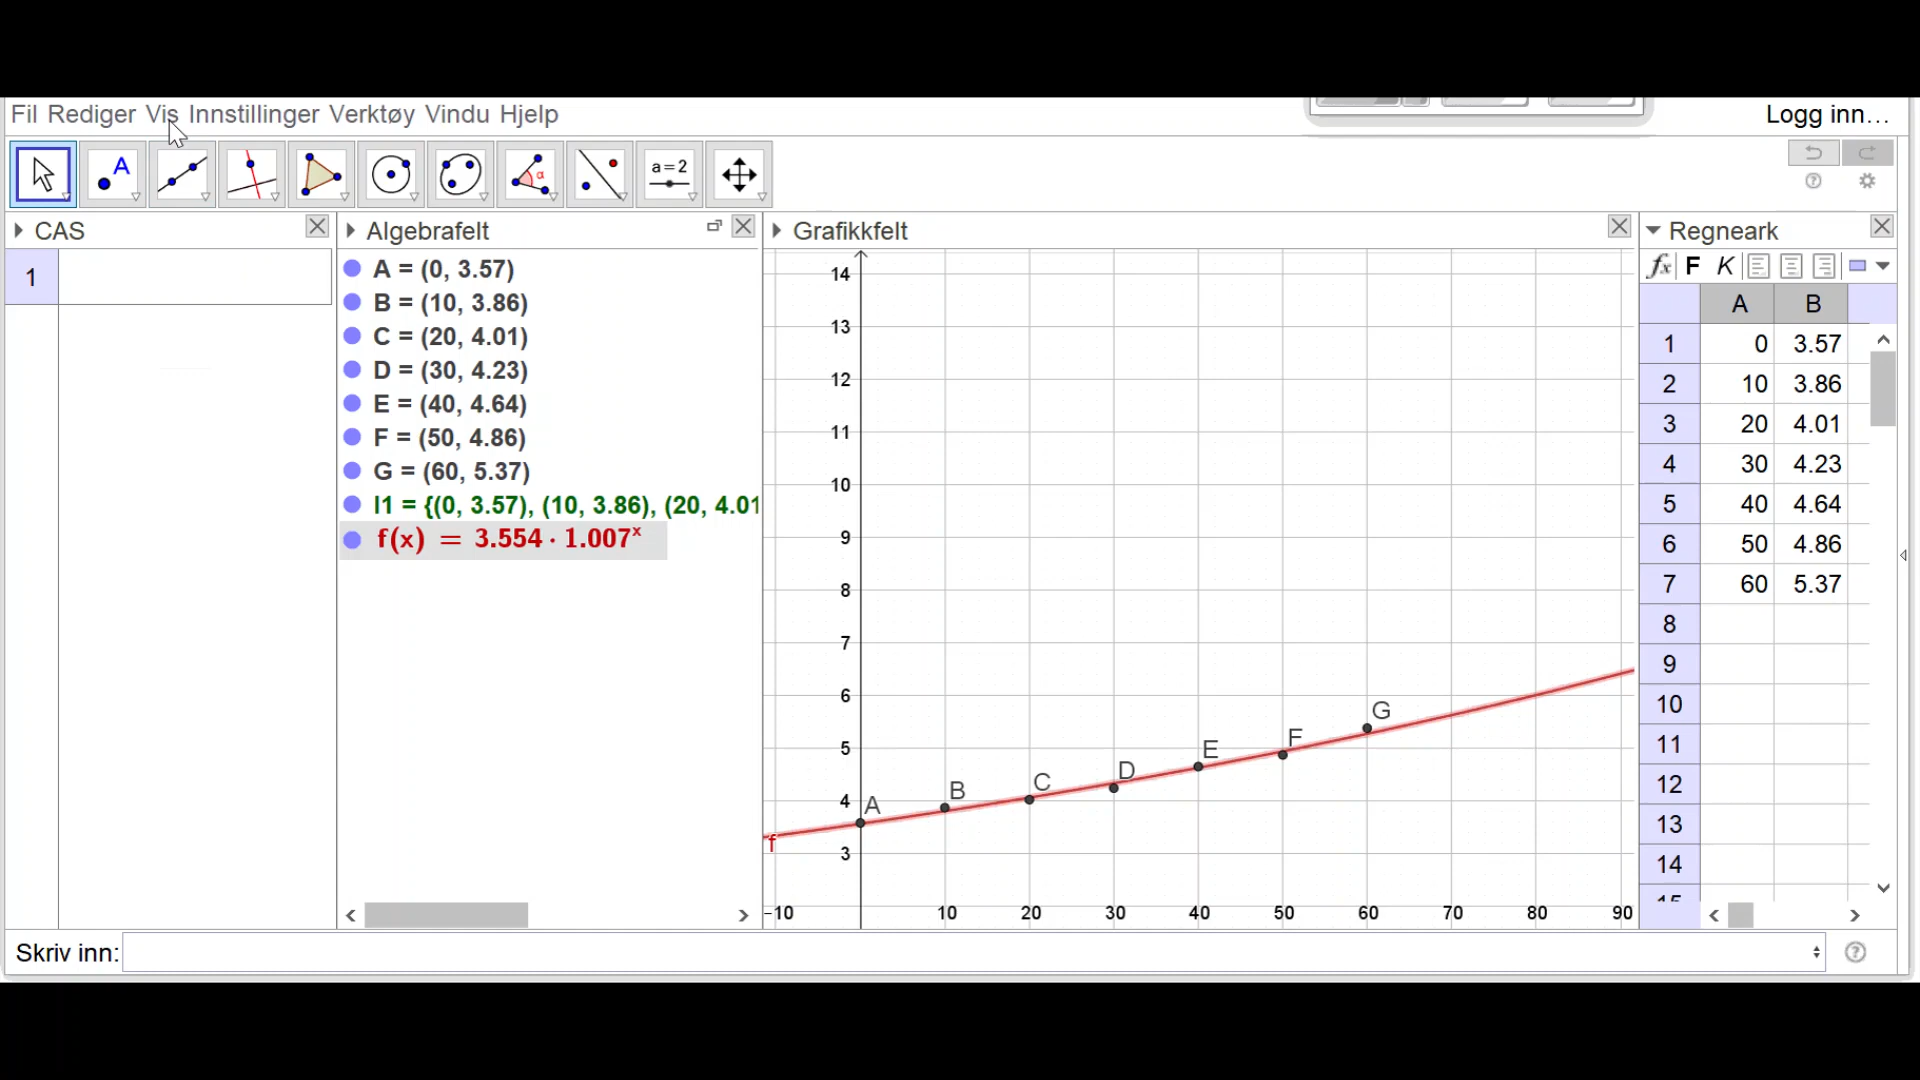 Fil Rediger Vis Innstillinger Verktøy Vindu Hjelp
Logg inn...
A
α
a=2
CAS
1
Algebrafelt
A = (0, 3.57)
B = (10, 3.86)
C = (20, 4.01)
D = (30, 4.23)
E = (40, 4.64)
F = (50, 4.86)
G = (60, 5.37)
l1 = {(0, 3.57), (10, 3.86), (20, 4.01
f(x) = 3.554 · 1.007ˣ
Grafikkfelt
14
13
12
11
10
9
8
7
6
5
4
3
A
B
C
D
E
F
G
f
−10
10
20
30
40
50
60
70
80
90
Regneark
fx F K
A B
1 0 3.57
2 10 3.86
3 20 4.01
4 30 4.23
5 40 4.64
6 50 4.86
7 60 5.37
8
9
10
11
12
13
14
Skriv inn: